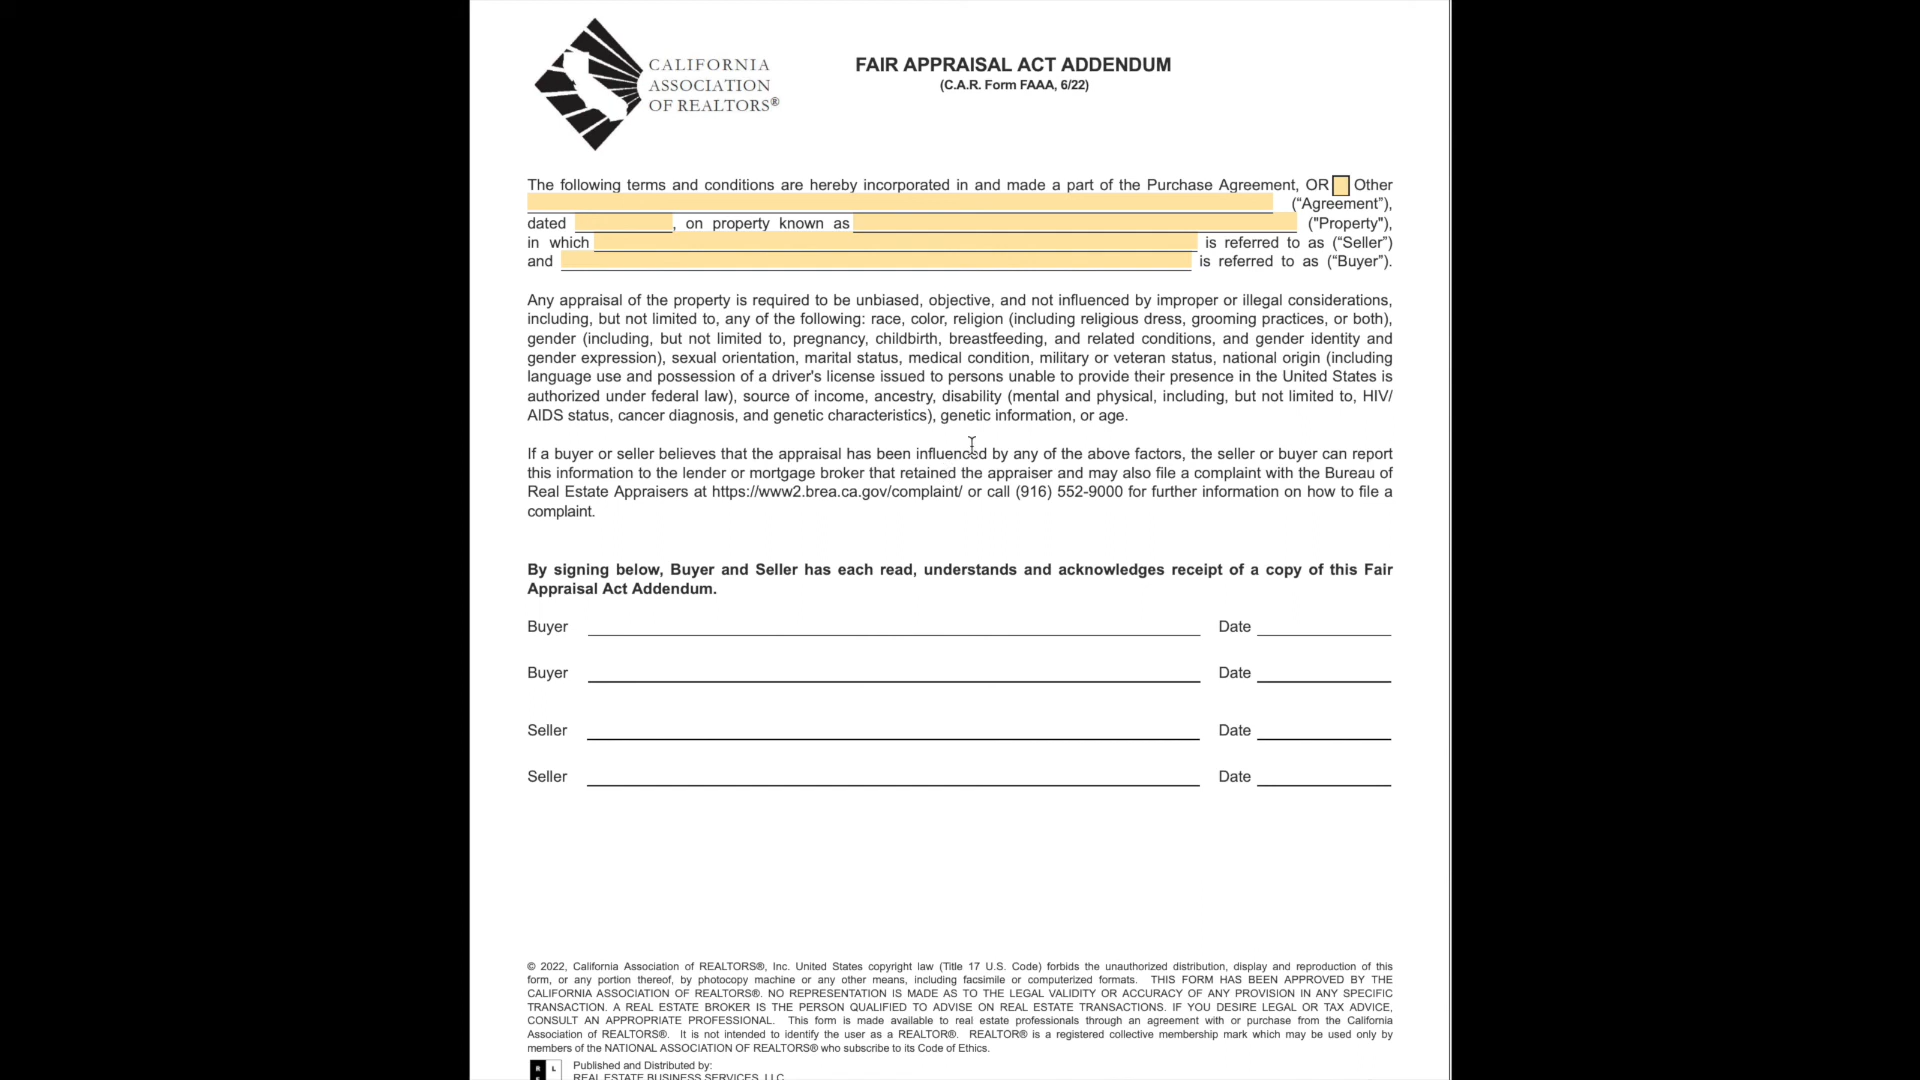 CALIFORNIA
ASSOCIATION
OF REALTORS®
FAIR APPRAISAL ACT ADDENDUM
(C.A.R. Form FAAA, 6/22)
The following terms and conditions are hereby incorporated in and made a part of the Purchase Agreement, OR Other
(“Agreement”),
dated , on property known as ("Property"),
in which is referred to as (“Seller”)
and is referred to as (“Buyer”).
Any appraisal of the property is required to be unbiased, objective, and not influenced by improper or illegal considerations,
including, but not limited to, any of the following: race, color, religion (including religious dress, grooming practices, or both),
gender (including, but not limited to, pregnancy, childbirth, breastfeeding, and related conditions, and gender identity and
gender expression), sexual orientation, marital status, medical condition, military or veteran status, national origin (including
language use and possession of a driver's license issued to persons unable to provide their presence in the United States is
authorized under federal law), source of income, ancestry, disability (mental and physical, including, but not limited to, HIV/
AIDS status, cancer diagnosis, and genetic characteristics), genetic information, or age.
If a buyer or seller believes that the appraisal has been influenced by any of the above factors, the seller or buyer can report
this information to the lender or mortgage broker that retained the appraiser and may also file a complaint with the Bureau of
Real Estate Appraisers at https://www2.brea.ca.gov/complaint/ or call (916) 552-9000 for further information on how to file a
complaint.
By signing below, Buyer and Seller has each read, understands and acknowledges receipt of a copy of this Fair
Appraisal Act Addendum.
Buyer Date
Buyer Date
Seller Date
Seller Date
© 2022, California Association of REALTORS®, Inc. United States copyright law (Title 17 U.S. Code) forbids the unauthorized distribution, display and reproduction of this
form, or any portion thereof, by photocopy machine or any other means, including facsimile or computerized formats. THIS FORM HAS BEEN APPROVED BY THE
CALIFORNIA ASSOCIATION OF REALTORS®. NO REPRESENTATION IS MADE AS TO THE LEGAL VALIDITY OR ACCURACY OF ANY PROVISION IN ANY SPECIFIC
TRANSACTION. A REAL ESTATE BROKER IS THE PERSON QUALIFIED TO ADVISE ON REAL ESTATE TRANSACTIONS. IF YOU DESIRE LEGAL OR TAX ADVICE,
CONSULT AN APPROPRIATE PROFESSIONAL. This form is made available to real estate professionals through an agreement with or purchase from the California
Association of REALTORS®. It is not intended to identify the user as a REALTOR®. REALTOR® is a registered collective membership mark which may be used only by
members of the NATIONAL ASSOCIATION OF REALTORS® who subscribe to its Code of Ethics.
R L
Published and Distributed by:
E
REAL ESTATE BUSINESS SERVICES, LLC